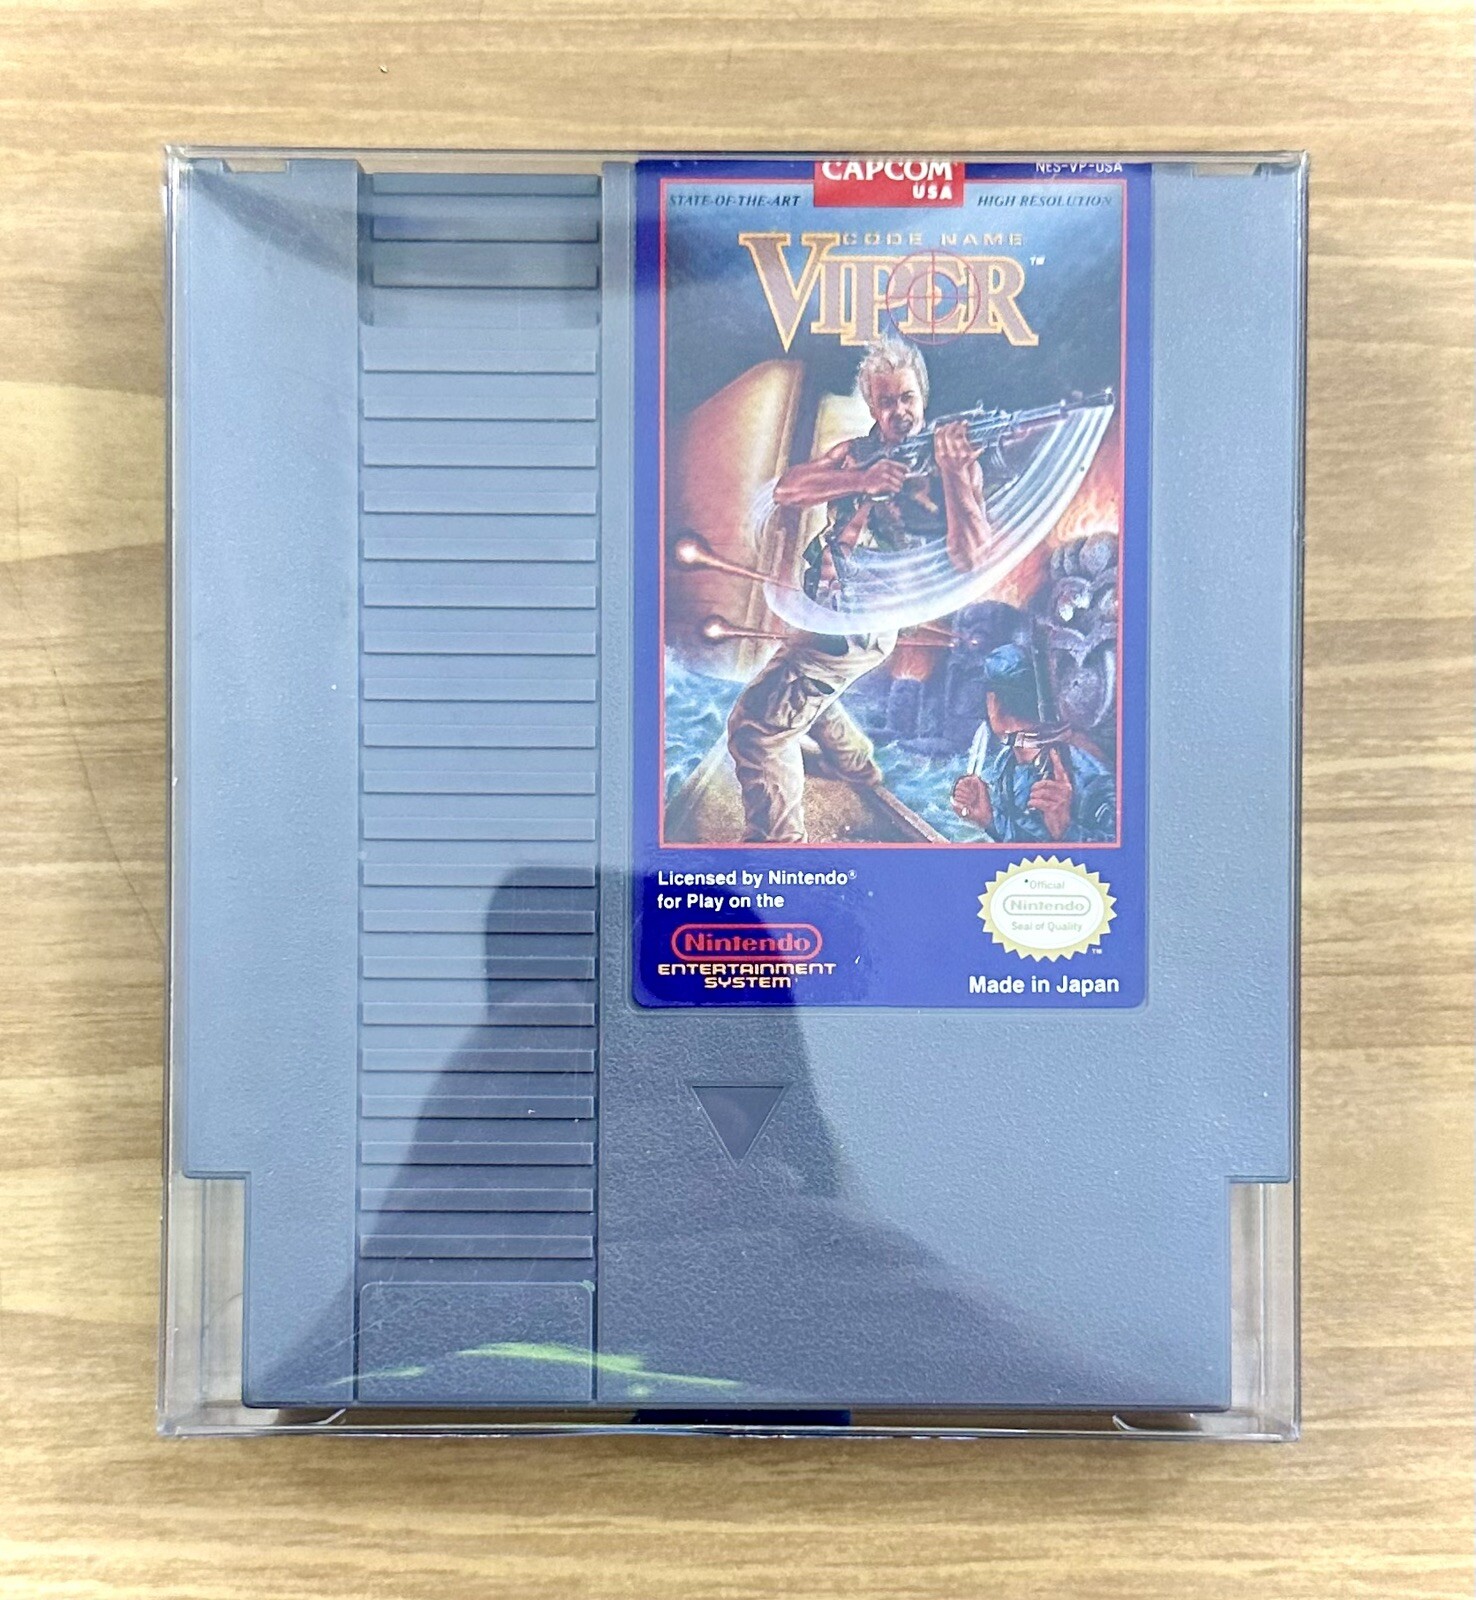 CAPCOM
USA
NES-VP-USA
STATE-OF-THE-ART
HIGH RESOLUTION
CODE NAME
VIPER™
Licensed by Nintendo®
for Play on the
Nintendo
ENTERTAINMENT
SYSTEM
Official
Nintendo
Seal of Quality
™
Made in Japan